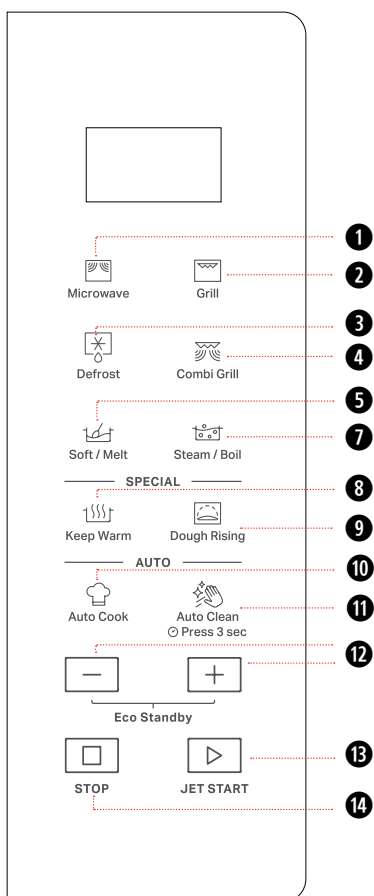 1
Microwave Grill
2
3
Defrost Combi Grill
4
5
Soft / Melt Steam / Boil
7
SPECIAL
8
Keep Warm Dough Rising
9
AUTO
10
Auto Cook Auto Clean
Press 3 sec
11
12
− +
Eco Standby
13
STOP JET START
14